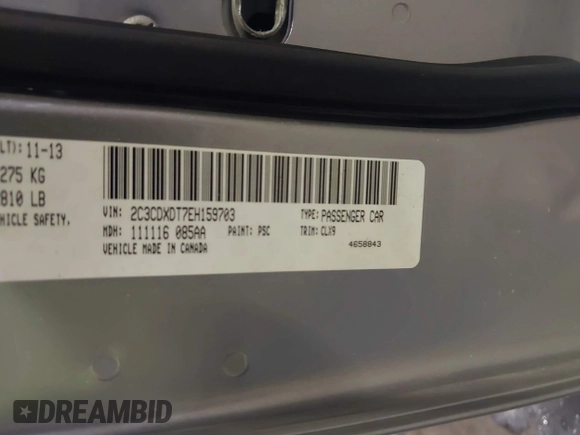 LT): 11-13
275 KG
810 LB
HICLE SAFETY.
VIN: 2C3CDXDT7EH159703 TYPE: PASSENGER CAR
MDH: 111116 085AA PAINT: PSC TRIM: CLX9
VEHICLE MADE IN CANADA 4658843
DREAMBID